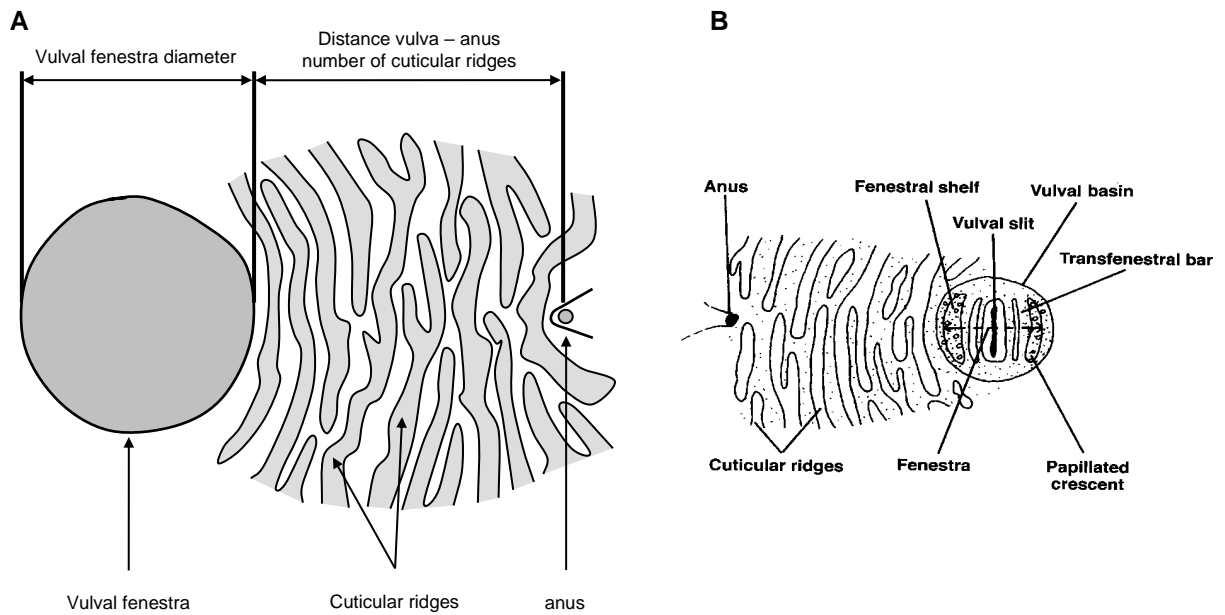 A
Vulval fenestra diameter
Distance vulva – anus
number of cuticular ridges
Vulval fenestra
Cuticular ridges
anus
B
Anus
Fenestral shelf
Vulval basin
Vulval slit
Transfenestral bar
Cuticular ridges
Fenestra
Papillated
crescent